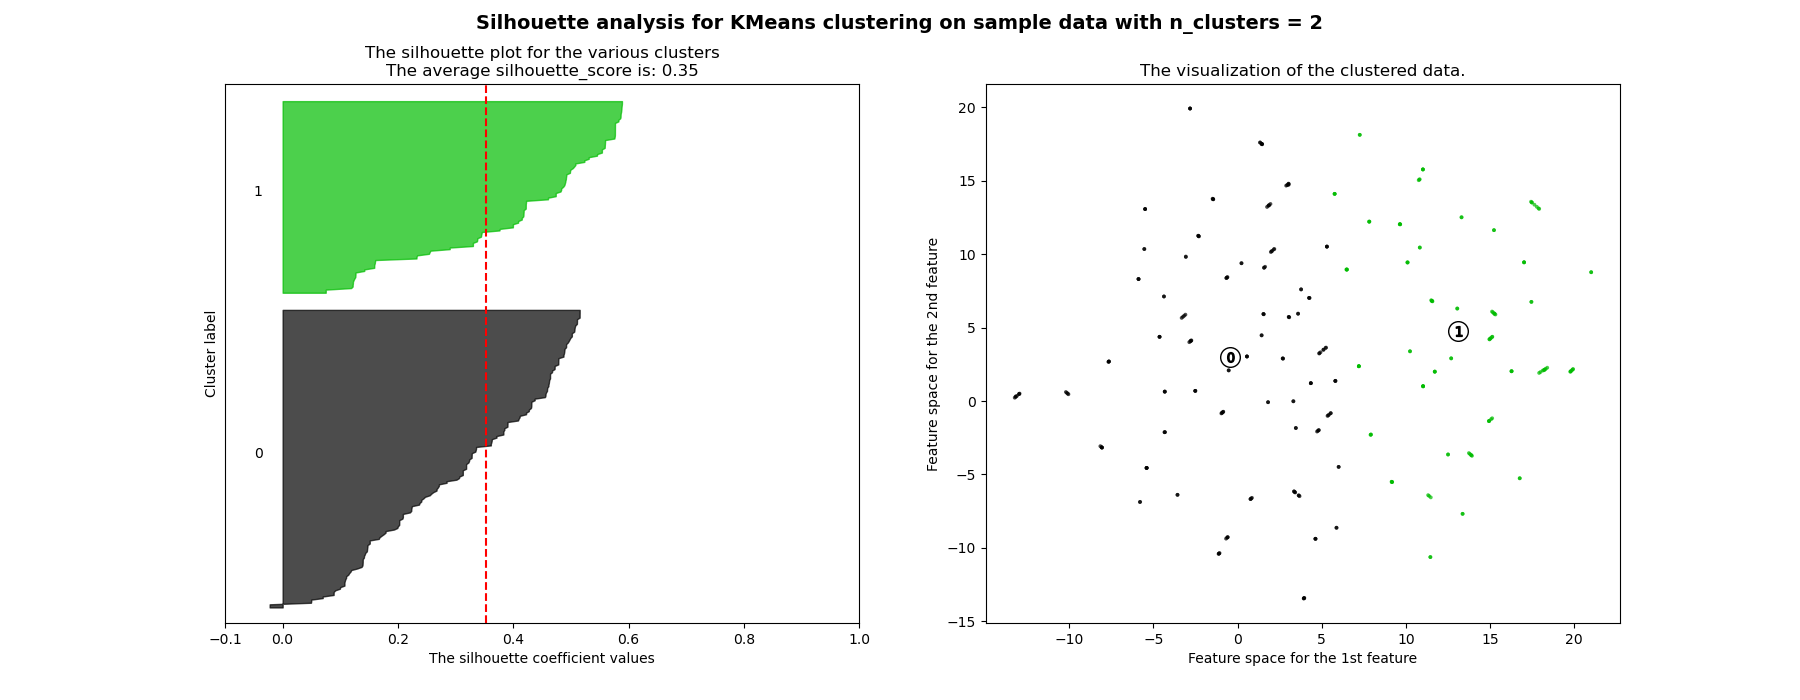 Silhouette analysis for KMeans clustering on sample data with n_clusters = 2
The silhouette plot for the various clusters
The average silhouette_score is: 0.35
1
0
Cluster label
−0.1 0.0 0.2 0.4 0.6 0.8 1.0
The silhouette coefficient values
The visualization of the clustered data.
20
15
10
5
0
−5
−10
−15
Feature space for the 2nd feature
0
1
−10 −5 0 5 10 15 20
Feature space for the 1st feature